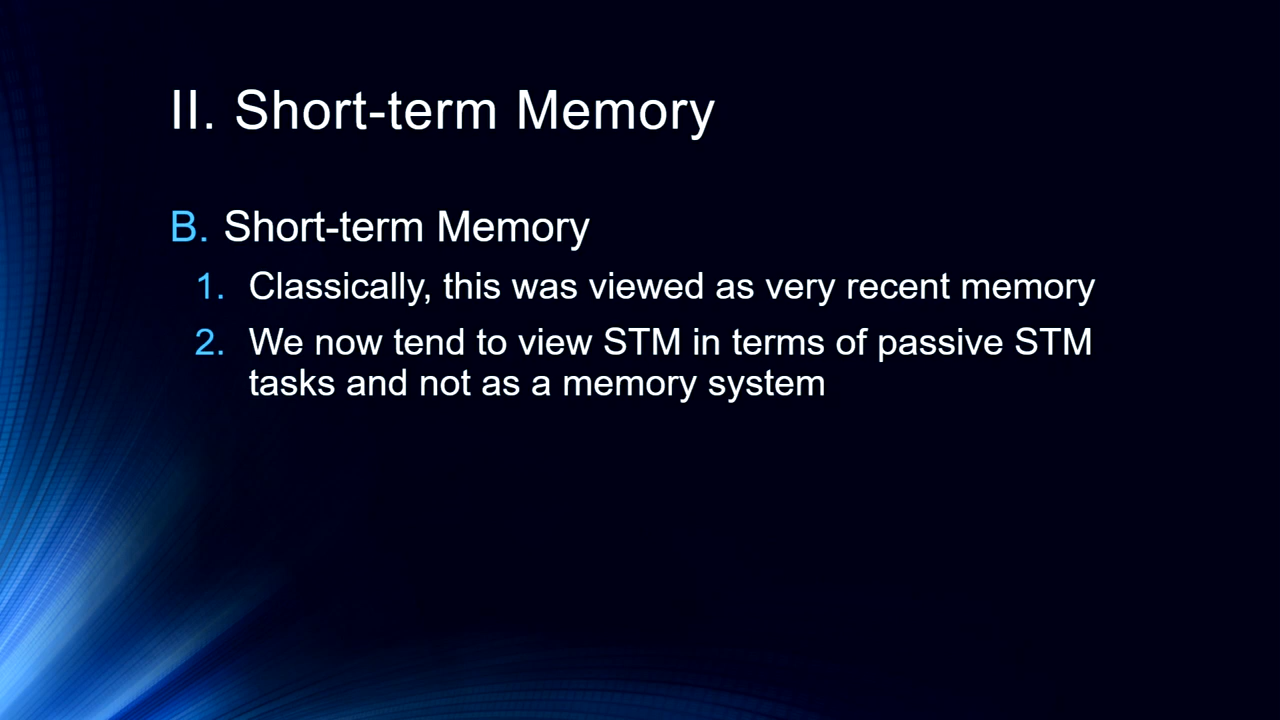 II. Short-term Memory
B. Short-term Memory
1. Classically, this was viewed as very recent memory
2. We now tend to view STM in terms of passive STM
tasks and not as a memory system